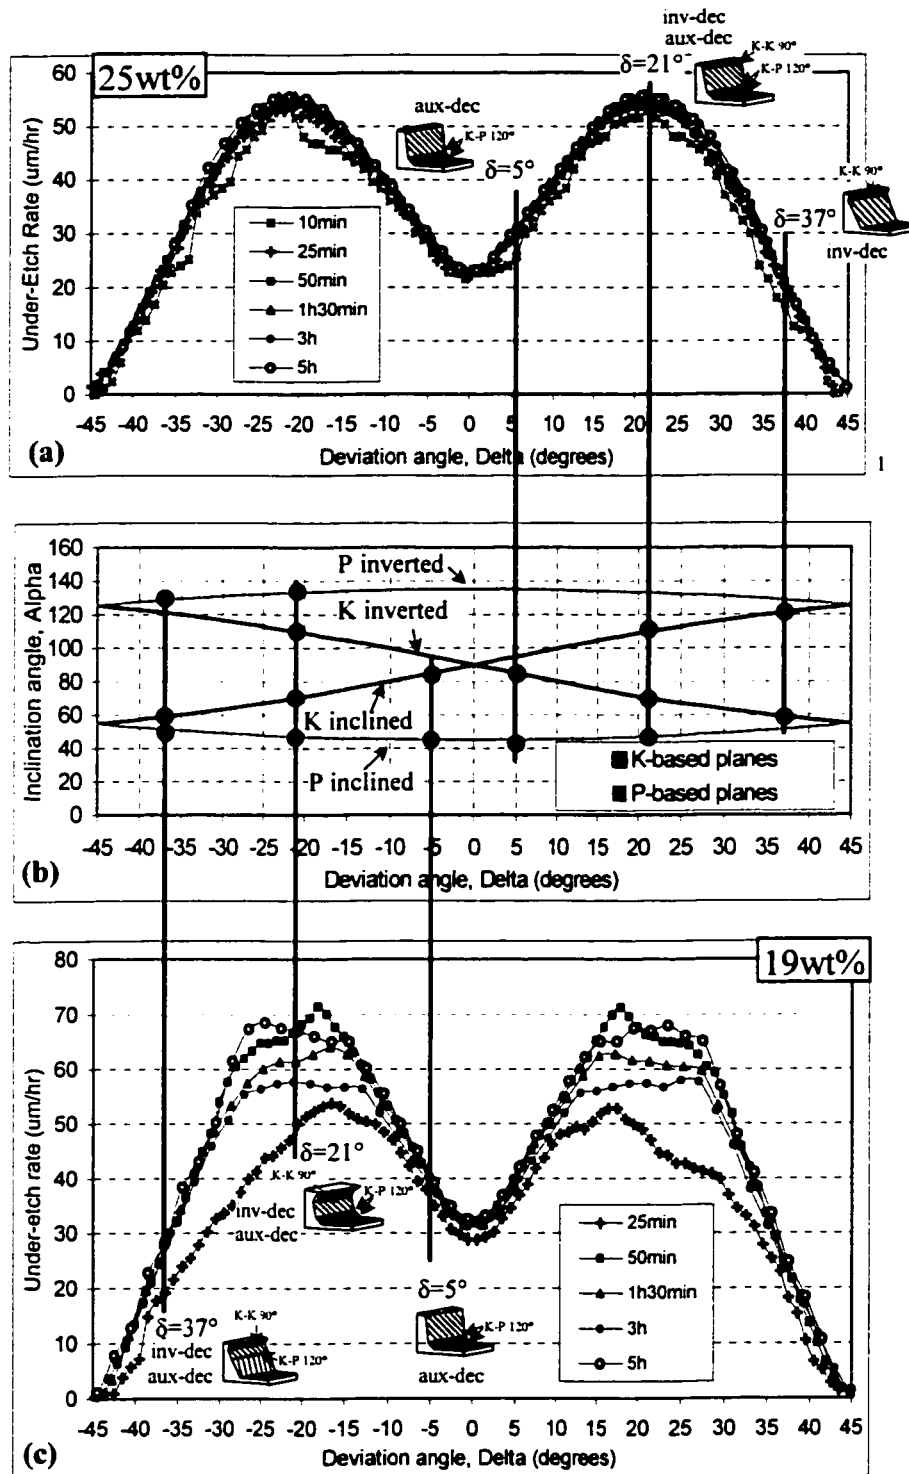 inv-dec
aux-dec
25wt%
δ=21°
K-K 90°
K-P 120°
aux-dec
K-P 120°
δ=5°
K-K 90°
δ=37°
inv-dec
Under-Etch Rate (um/hr)
60
50
40
30
20
10
0
10min
25min
50min
1h30min
3h
5h
-45 -40 -35 -30 -25 -20 -15 -10 -5 0 5 10 15 20 25 30 35 40 45
(a)
Deviation angle, Delta (degrees)
1
Inclination angle, Alpha
160
140
120
100
80
60
40
20
0
P inverted
K inverted
K inclined
P inclined
K-based planes
P-based planes
-45 -40 -35 -30 -25 -20 -15 -10 -5 0 5 10 15 20 25 30 35 40 45
(b)
Deviation angle, Delta (degrees)
19wt%
Under-etch rate (um/hr)
80
70
60
50
40
30
20
10
0
δ=21°
K-K 90°
K-P 120°
inv-dec
aux-dec
δ=37°
inv-dec
aux-dec
K-K 90°
K-P 120°
δ=5°
K-P 120°
aux-dec
25min
50min
1h30min
3h
5h
-45 -40 -35 -30 -25 -20 -15 -10 -5 0 5 10 15 20 25 30 35 40 45
(c)
Deviation angle, Delta (degrees)